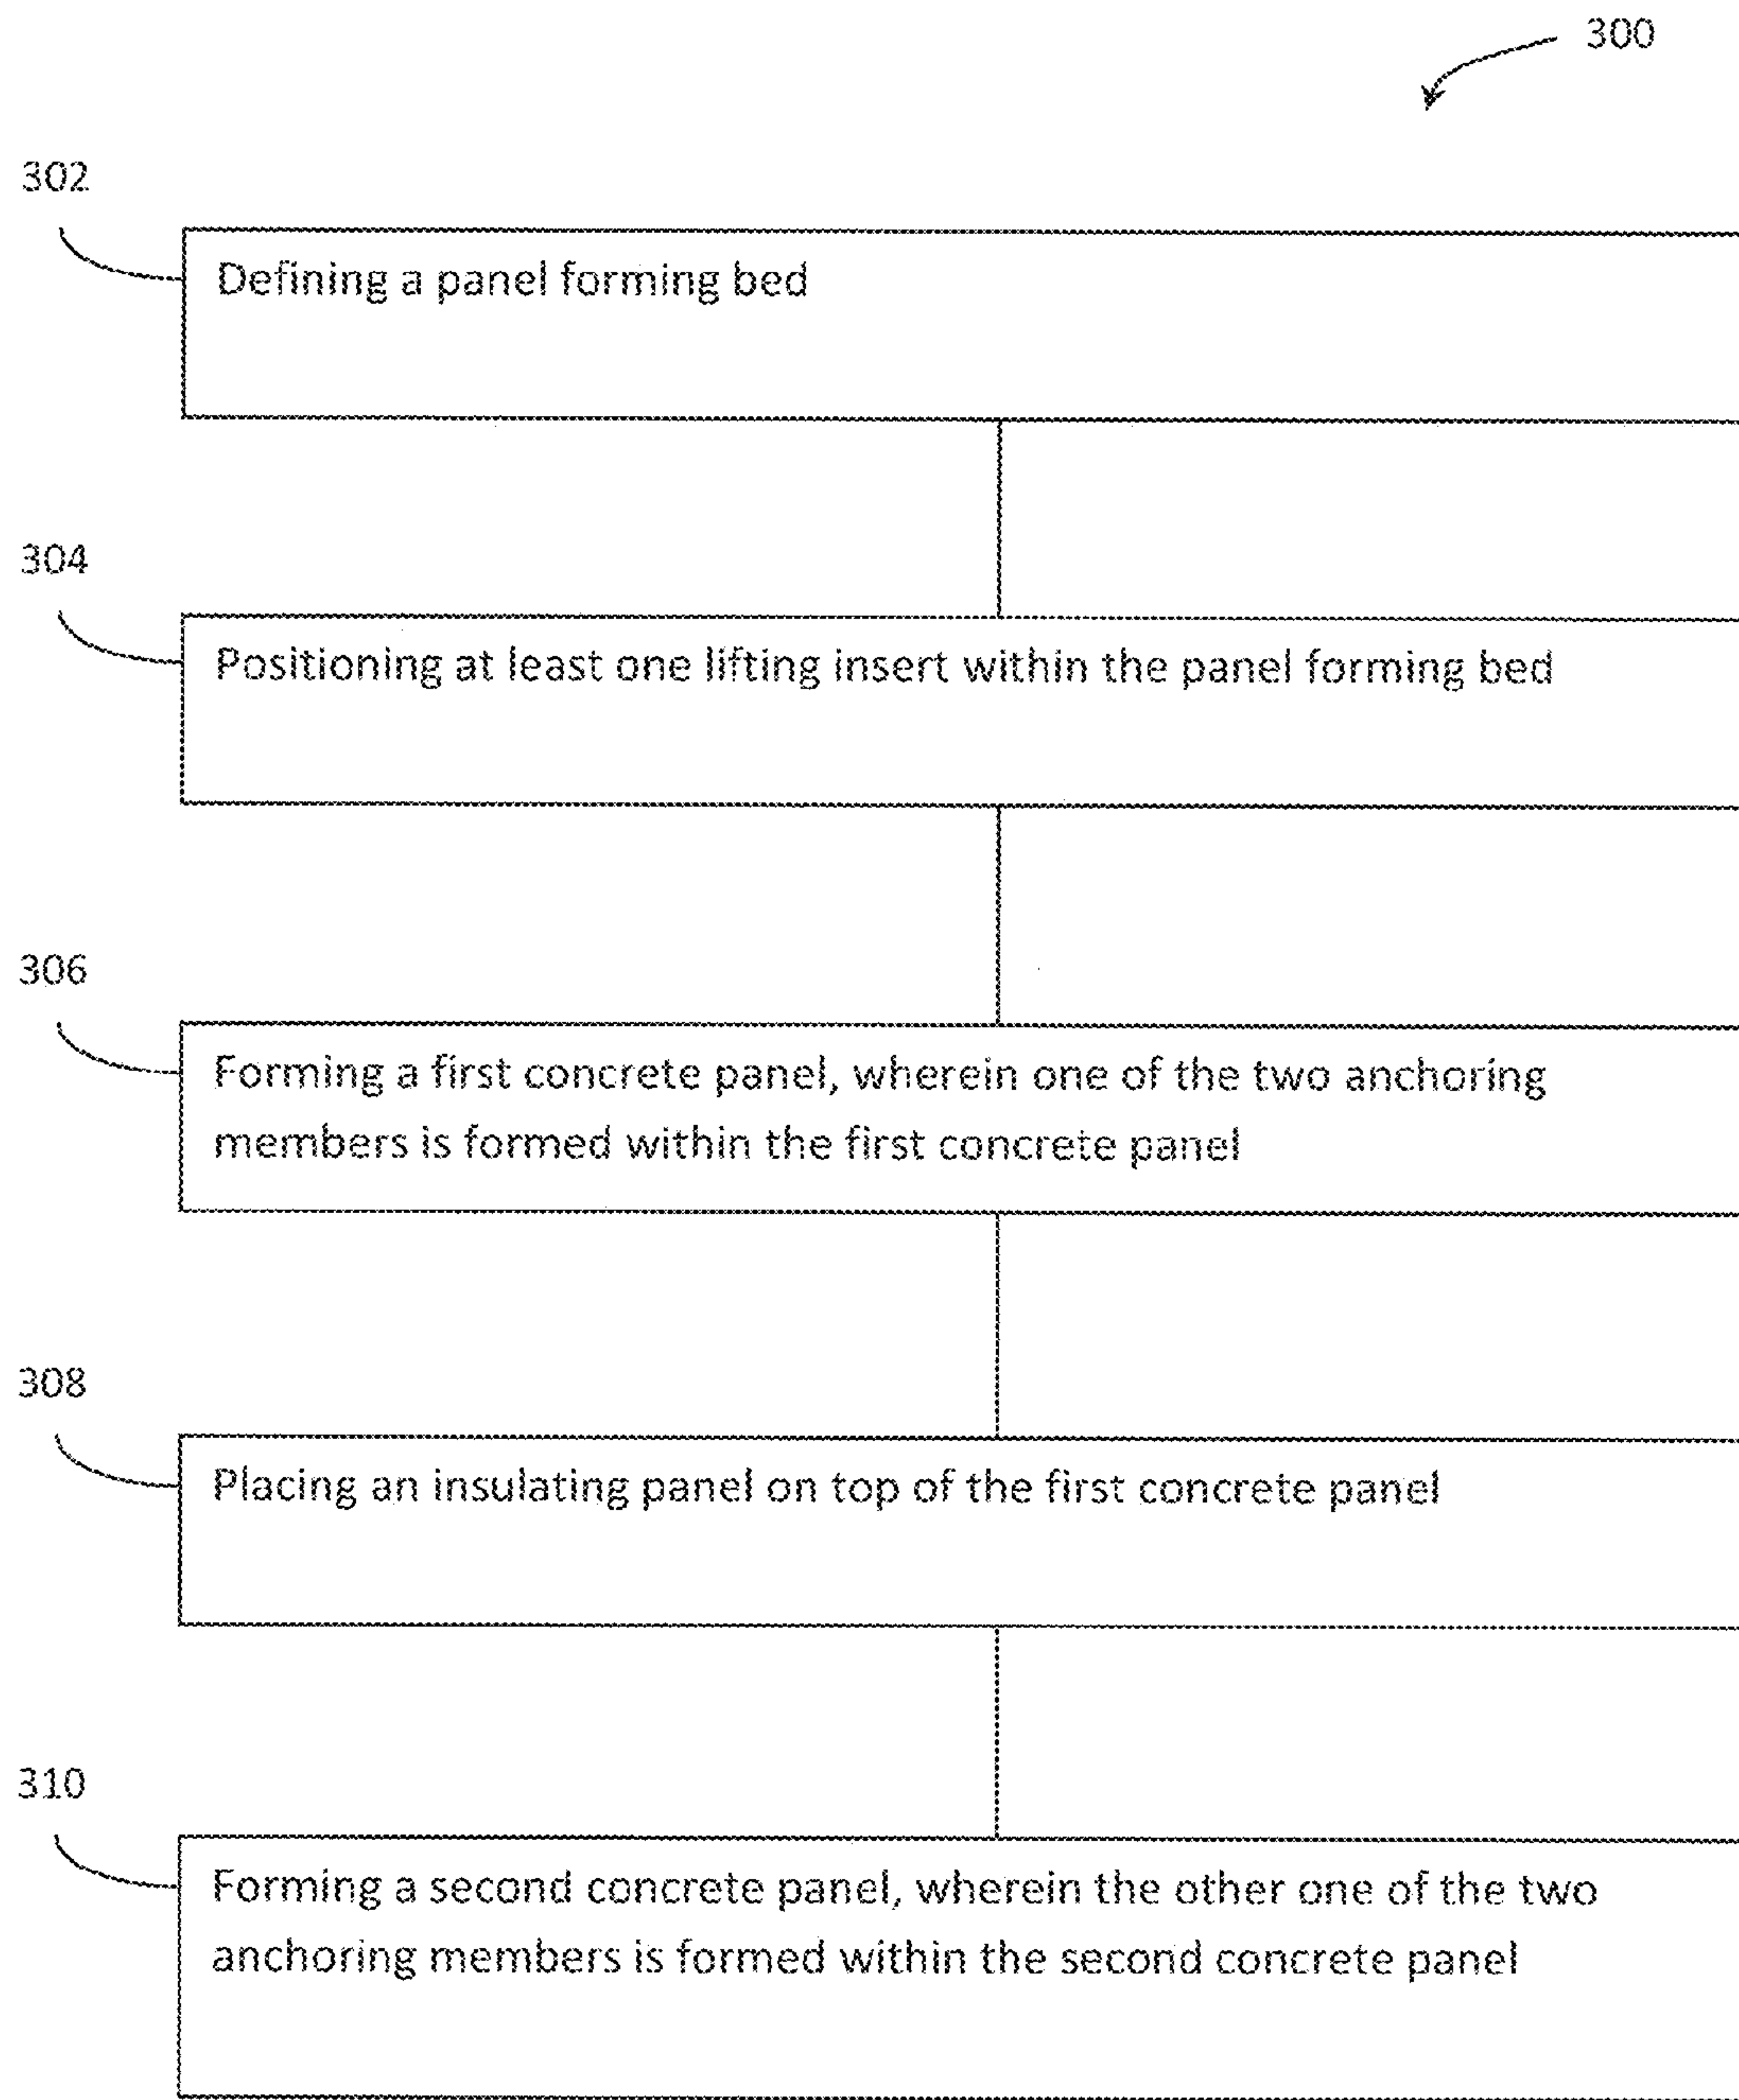 300
302
Defining a panel forming bed
304
Positioning at least one lifting insert within the panel forming bed
306
Forming a first concrete panel, wherein one of the two anchoring
members is formed within the first concrete panel
308
Placing an insulating panel on top of the first concrete panel
310
Forming a second concrete panel, wherein the other one of the two
anchoring members is formed within the second concrete panel